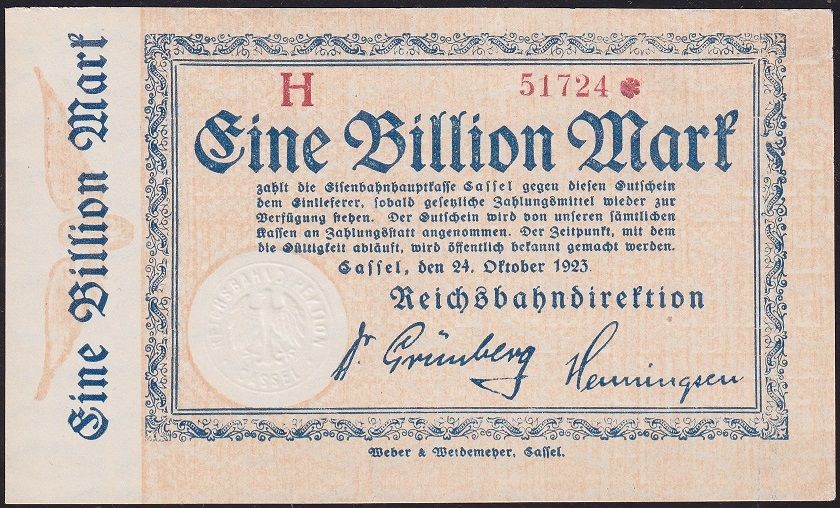 Eine Billion Mark
H 51724
Eine Billion Mark
zahlt die Eisenbahnhauptkasse Cassel gegen diesen Gutschein
dem Einlieferer, sobald gesetzliche Zahlungsmittel wieder zur
Verfügung stehen. Der Gutschein wird von unseren sämtlichen
Kassen an Zahlungsstatt angenommen. Der Zeitpunkt, mit dem
die Gültigkeit abläuft, wird öffentlich bekannt gemacht werden.
Cassel, den 24. Oktober 1923.
Reichsbahndirektion
CASSEL
Dr. Grünberg Henningsen
Weber & Weidemeyer, Cassel.